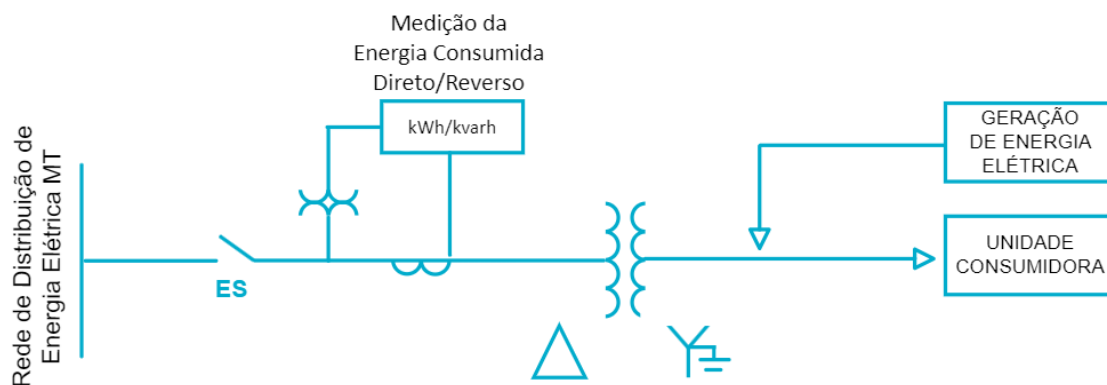 Medição da
Energia Consumida
Direto/Reverso
kWh/kvarh
Rede de Distribuição de
Energia Elétrica MT
ES
GERAÇÃO
DE ENERGIA
ELÉTRICA
UNIDADE
CONSUMIDORA